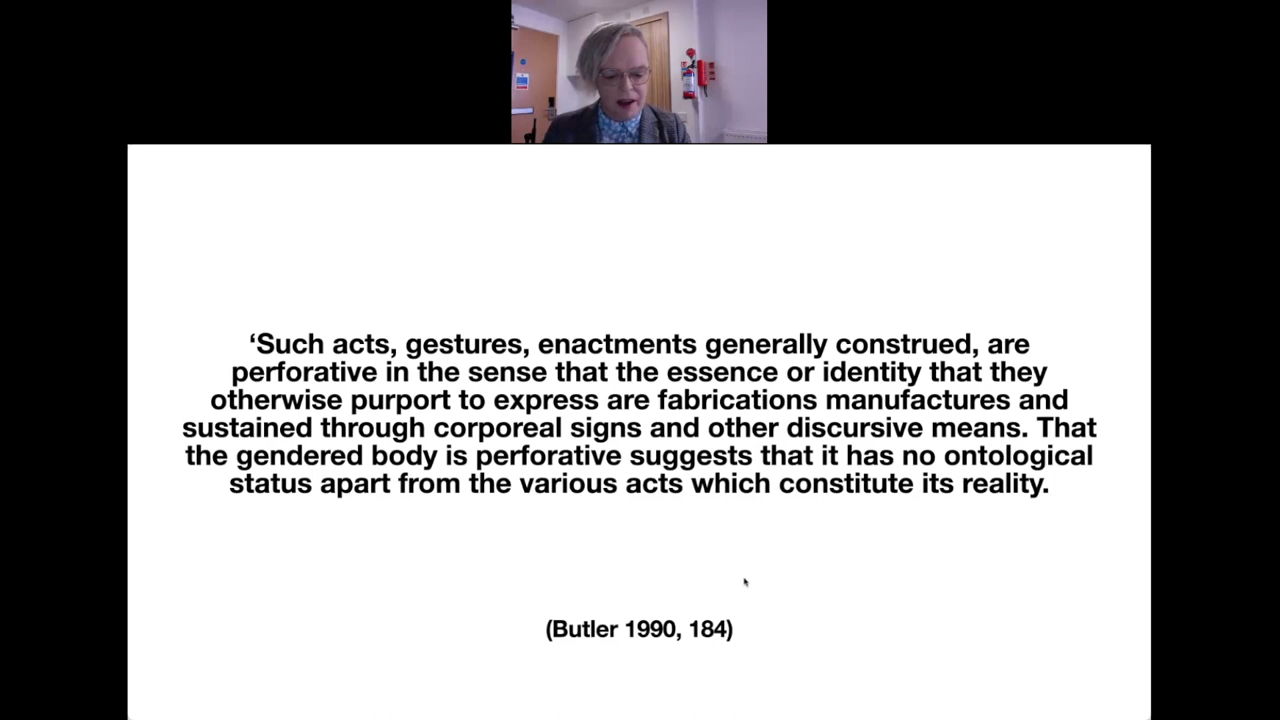 ‘Such acts, gestures, enactments generally construed, are
perforative in the sense that the essence or identity that they
otherwise purport to express are fabrications manufactures and
sustained through corporeal signs and other discursive means. That
the gendered body is perforative suggests that it has no ontological
status apart from the various acts which constitute its reality.
(Butler 1990, 184)